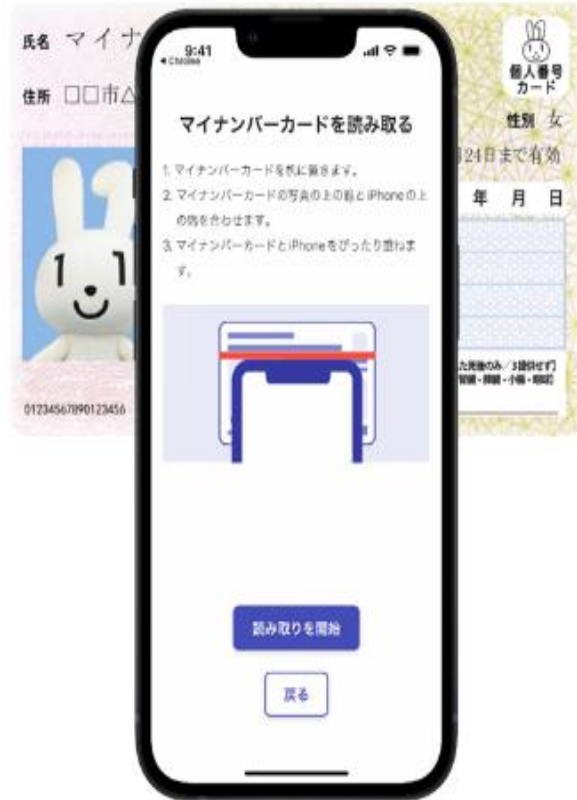 氏名 マイナ
住所 □□市△
個人番号
カード
性別 女
24日まで有効
年 月 日
01234567890123456
9:41
Chrome
マイナンバーカードを読み取る
1. マイナンバーカードを机に置きます。
2. マイナンバーカードの写真の上の端とiPhoneの上
の端を合わせます。
3. マイナンバーカードとiPhoneをぴったり重ねま
す。
読み取りを開始
戻る